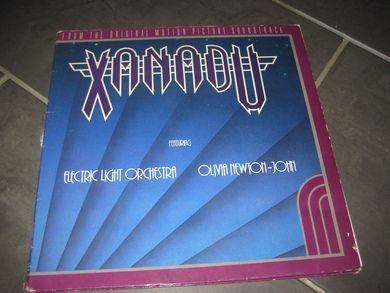 FROM THE ORIGINAL MOTION PICTURE SOUNDTRACK
XANADU
FEATURING
ELECTRIC LIGHT ORCHESTRA OLIVIA NEWTON-JOHN